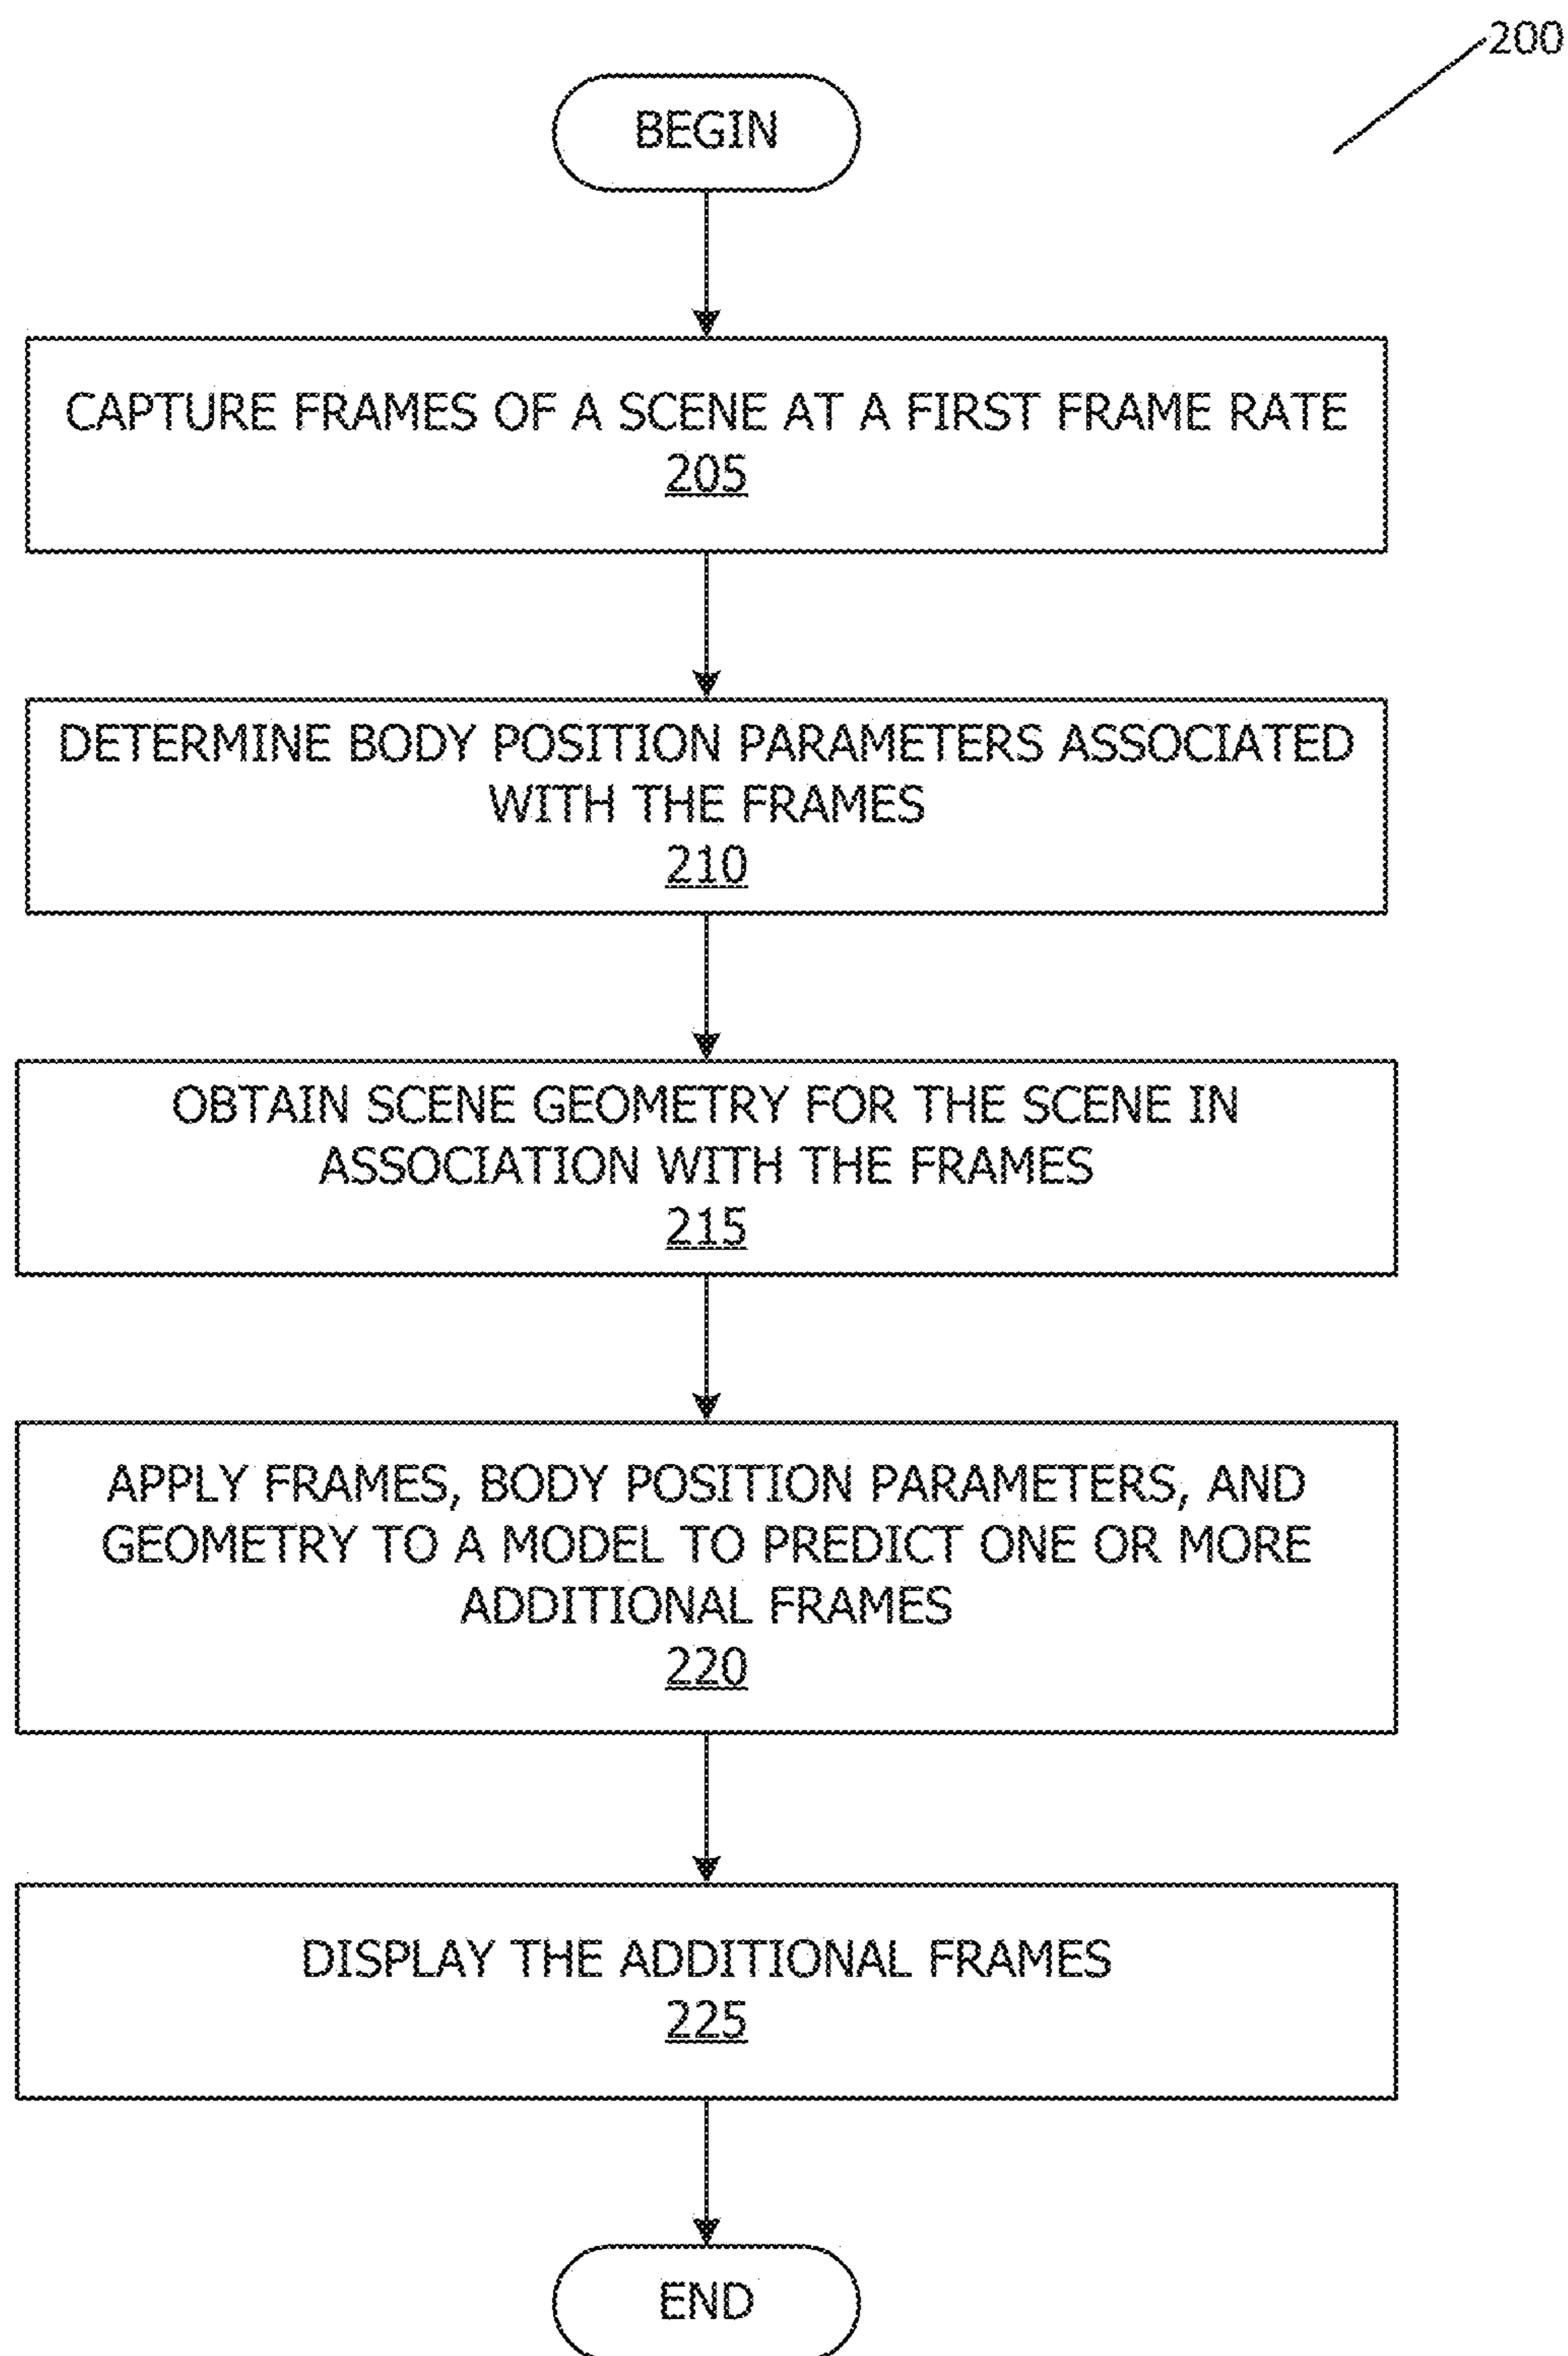 200
BEGIN
CAPTURE FRAMES OF A SCENE AT A FIRST FRAME RATE
205
DETERMINE BODY POSITION PARAMETERS ASSOCIATED
WITH THE FRAMES
210
OBTAIN SCENE GEOMETRY FOR THE SCENE IN
ASSOCIATION WITH THE FRAMES
215
APPLY FRAMES, BODY POSITION PARAMETERS, AND
GEOMETRY TO A MODEL TO PREDICT ONE OR MORE
ADDITIONAL FRAMES
220
DISPLAY THE ADDITIONAL FRAMES
225
END